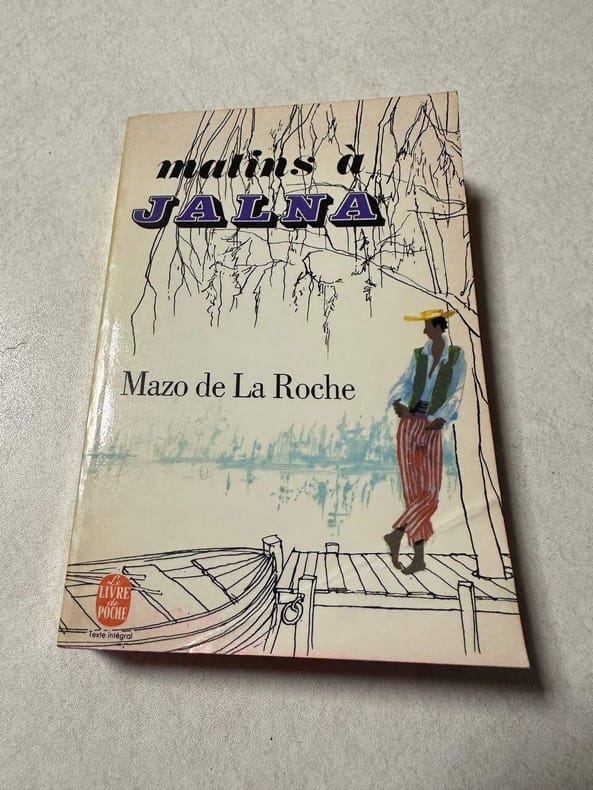 matins à
JALNA
Mazo de La Roche
Le
LIVRE
de
POCHE
Texte intégral